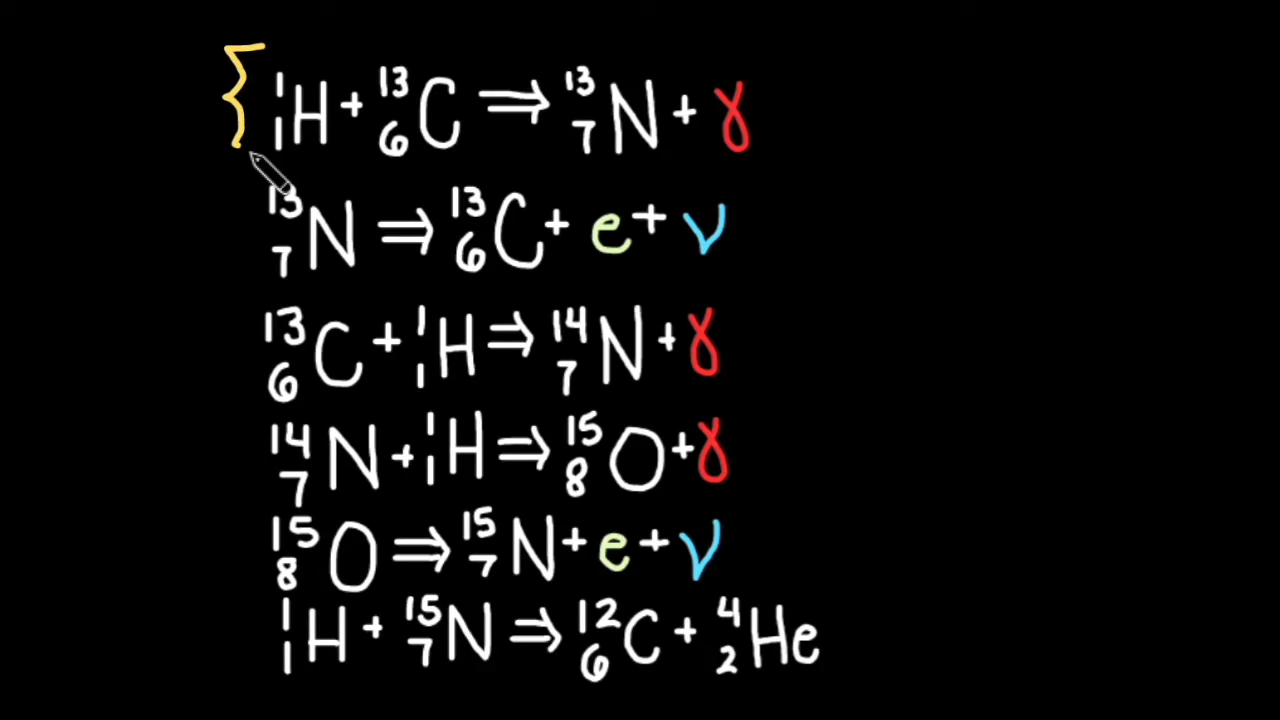 ¹₁H + ¹³₆C ⇒ ¹³₇N + γ
¹³₇N ⇒ ¹³₆C + e + ν
¹³₆C + ¹₁H ⇒ ¹⁴₇N + γ
¹⁴₇N + ¹₁H ⇒ ¹⁵₈O + γ
¹⁵₈O ⇒ ¹⁵₇N + e + ν
¹₁H + ¹⁵₇N ⇒ ¹²₆C + ⁴₂He